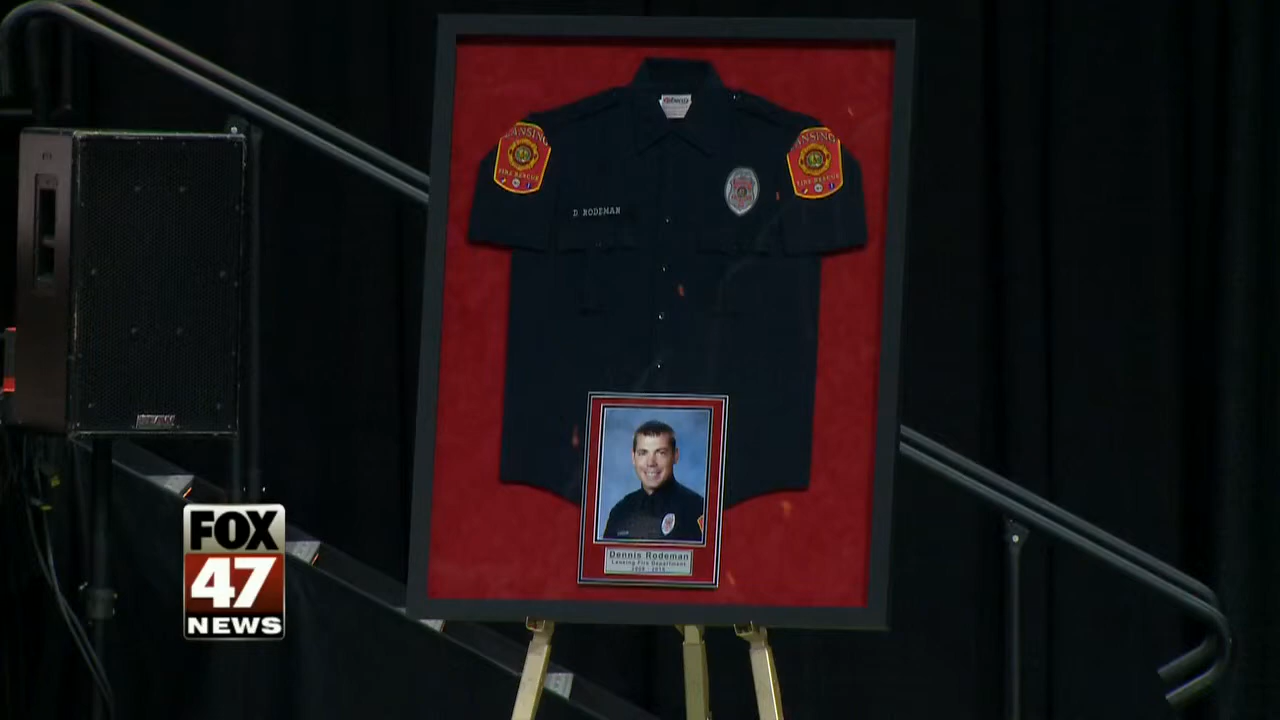 LANSING
FIRE RESCUE
LANSING
FIRE RESCUE
D RODEMAN
Dennis Rodeman
Lansing Fire Department
FOX
47
NEWS